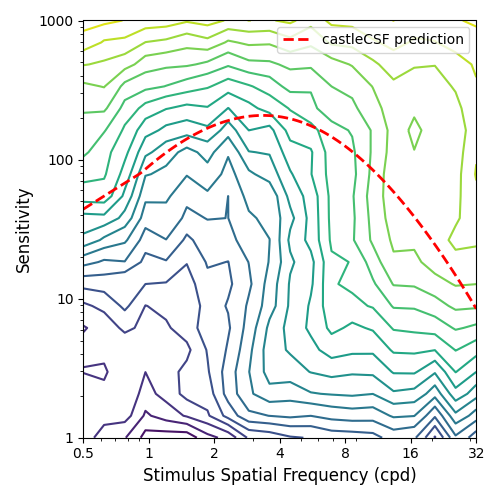 castleCSF prediction
1000
100
10
1
Sensitivity
0.5 1 2 4 8 16 32
Stimulus Spatial Frequency (cpd)